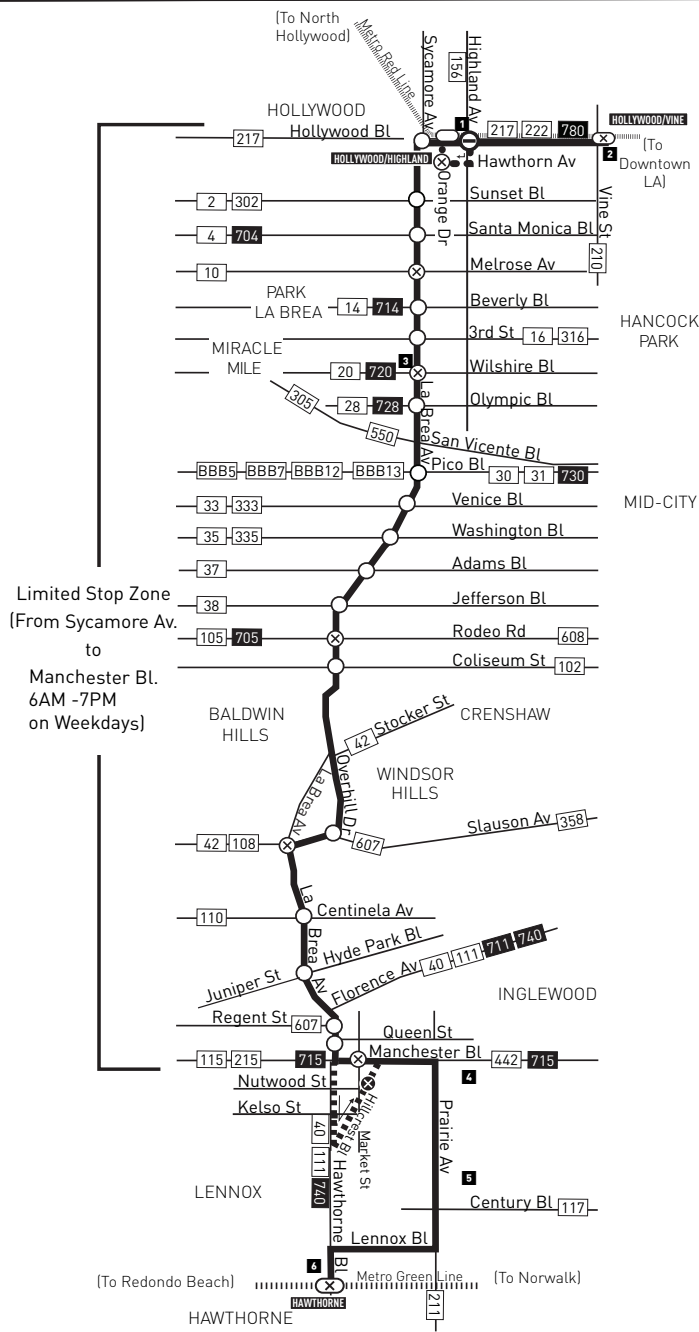 (To North
Hollywood)
Metro Red Line
Sycamore Av
156
Highland Av
HOLLYWOOD
217
Hollywood Bl
1
217
222
780
HOLLYWOOD/VINE
2
(To
Downtown
LA)
HOLLYWOOD/HIGHLAND
Hawthorn Av
Orange Dr
Vine St
210
2
302
Sunset Bl
4
704
Santa Monica Bl
10
Melrose Av
PARK
LA BREA
14
714
Beverly Bl
3rd St
16
316
HANCOCK
PARK
MIRACLE
MILE
3
20
720
Wilshire Bl
305
28
728
La Brea Av
Olympic Bl
550
San Vicente Bl
BBB5
BBB7
BBB12
BBB13
Pico Bl
30
31
730
33
333
Venice Bl
MID-CITY
35
335
Washington Bl
37
Adams Bl
38
Jefferson Bl
105
705
Rodeo Rd
608
Coliseum St
102
Limited Stop Zone
(From Sycamore Av.
to
Manchester Bl.
6AM -7PM
on Weekdays)
BALDWIN
HILLS
42
Stocker St
CRENSHAW
La Brea Av
Overhill Dr
WINDSOR
HILLS
42
108
607
Slauson Av
358
La Brea Av
110
Centinela Av
Juniper St
Hyde Park Bl
Florence Av
40
111
711
740
INGLEWOOD
Regent St
607
Queen St
115
215
715
Manchester Bl
442
715
4
Nutwood St
Kelso St
Hillcrest Bl
Market St
Prairie Av
40
111
740
Hawthorne Bl
5
LENNOX
Century Bl
117
Lennox Bl
6
(To Redondo Beach)
Metro Green Line
(To Norwalk)
HAWTHORNE
HAWTHORNE
211